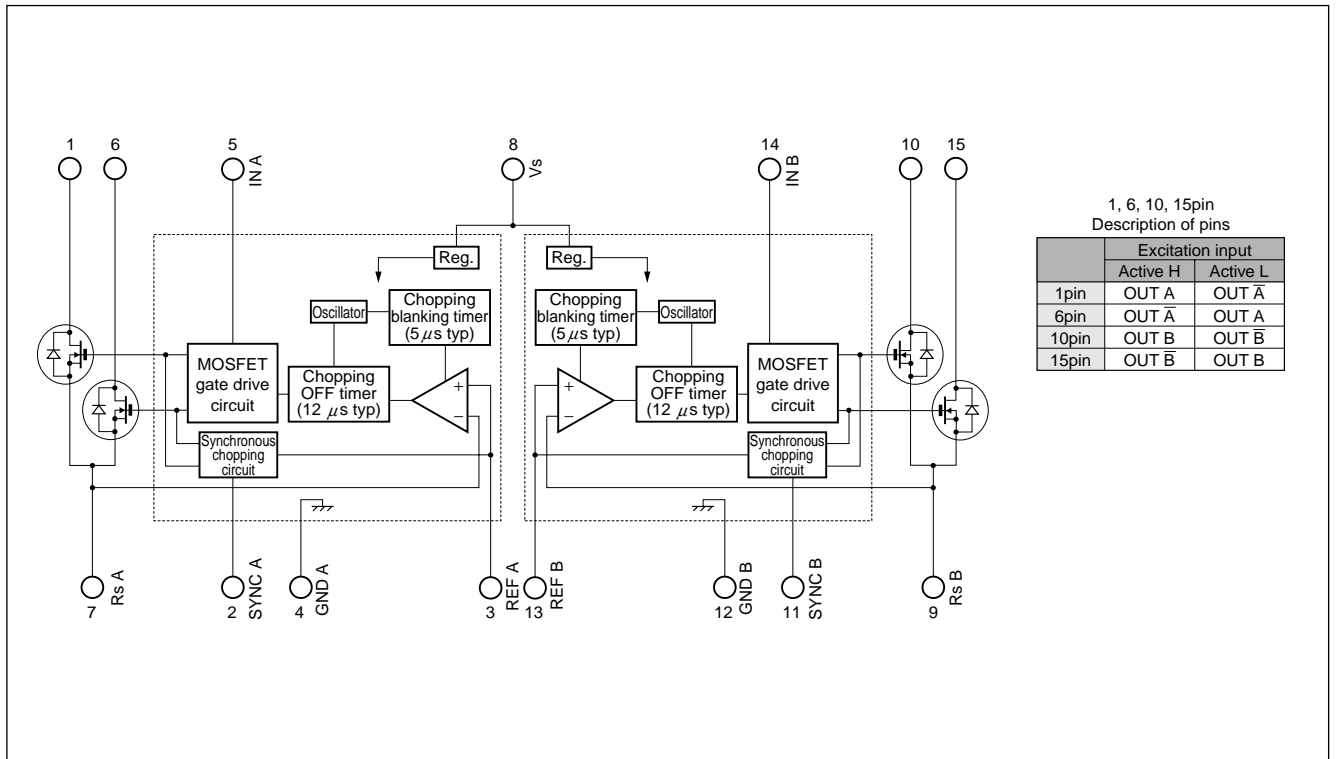 1
6
5
IN A
8
Vs
14
IN B
10
15
Reg.
Reg.
Oscillator
Chopping
blanking timer
(5 μs typ)
Chopping
blanking timer
(5 μs typ)
Oscillator
MOSFET
gate drive
circuit
Chopping
OFF timer
(12 μs typ)
+
−
+
−
Chopping
OFF timer
(12 μs typ)
MOSFET
gate drive
circuit
Synchronous
chopping
circuit
Synchronous
chopping
circuit
7
Rs A
2
SYNC A
4
GND A
3
REF A
13
REF B
12
GND B
11
SYNC B
9
Rs B
1, 6, 10, 15pin
Description of pins
Excitation input
Active H Active L
1pin OUT A OUT A̅
6pin OUT A̅ OUT A
10pin OUT B OUT B̅
15pin OUT B̅ OUT B